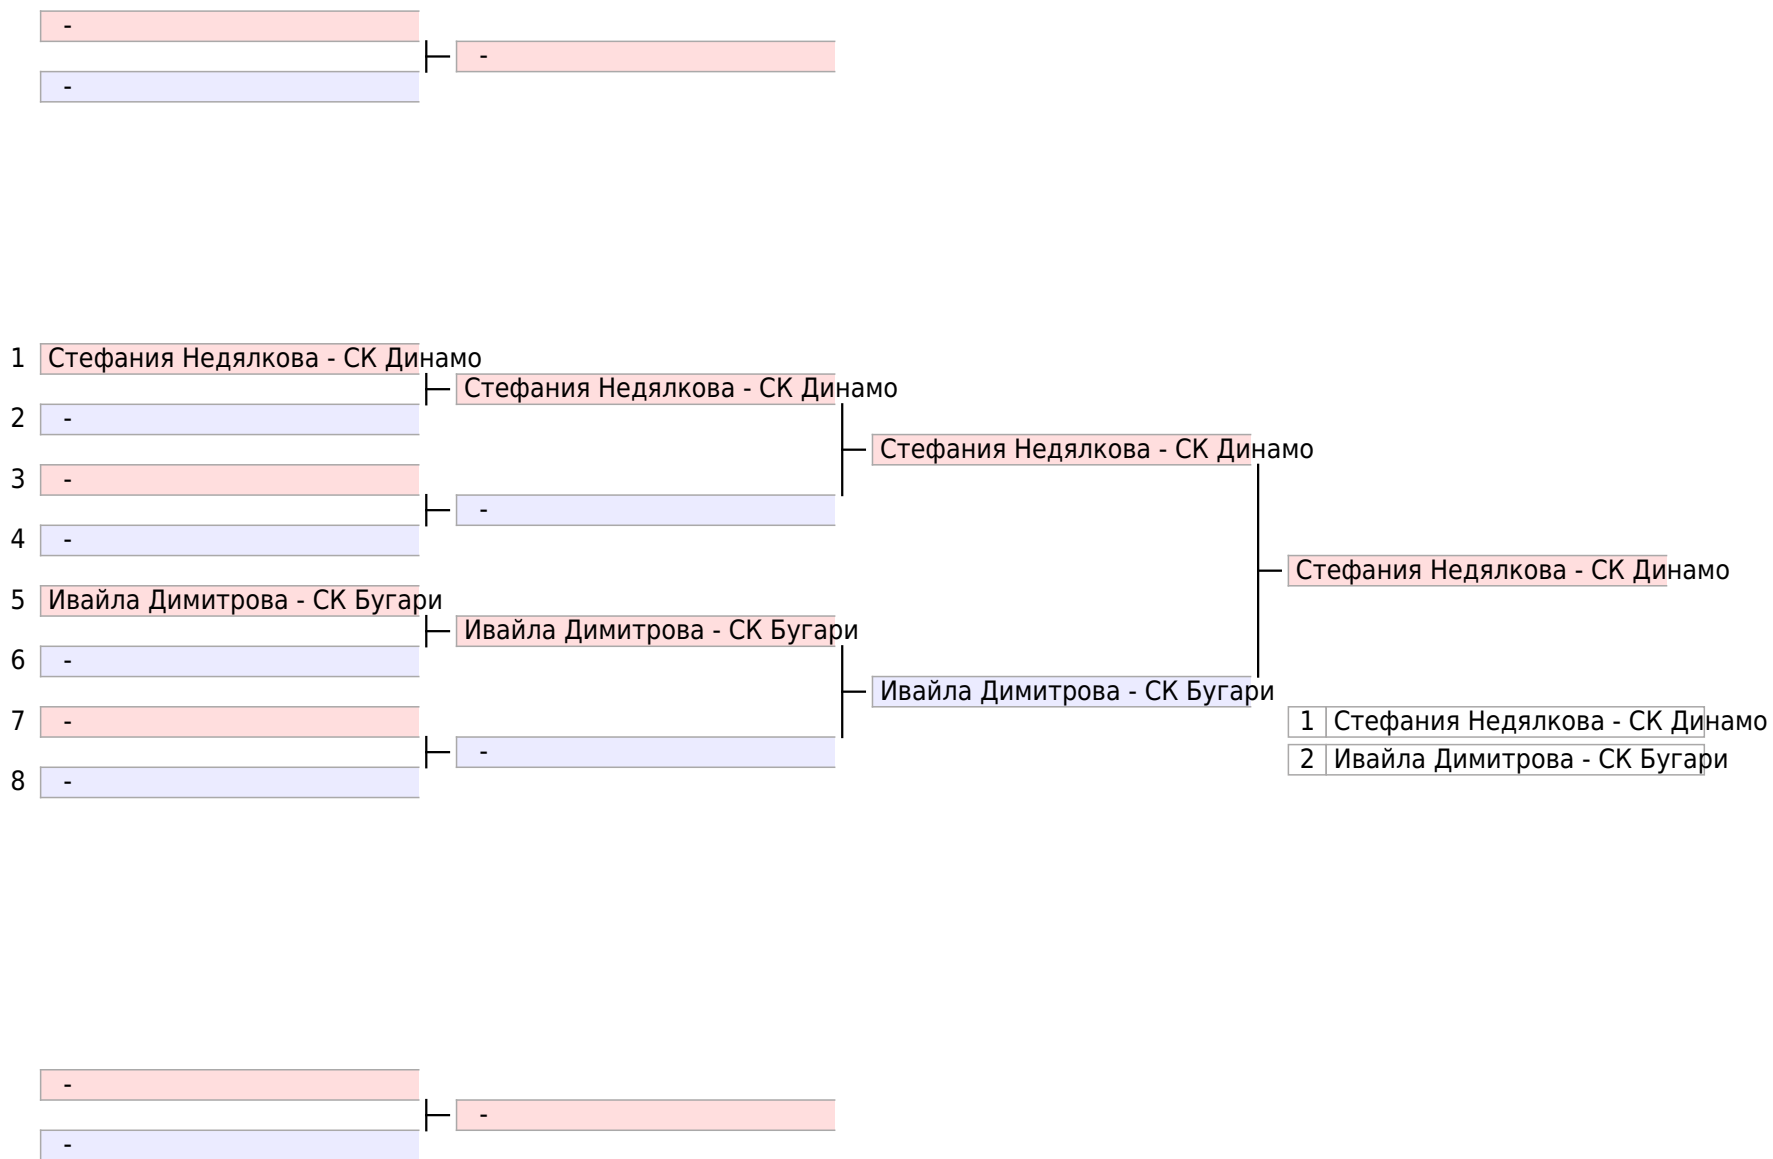 -
-
-
1 Стефания Недялкова - СК Динамо
Стефания Недялкова - СК Динамо
2 -
Стефания Недялкова - СК Динамо
3 -
-
4 -
Стефания Недялкова - СК Динамо
5 Ивайла Димитрова - СК Бугари
Ивайла Димитрова - СК Бугари
6 -
Ивайла Димитрова - СК Бугари
7 -
1 Стефания Недялкова - СК Динамо
-
2 Ивайла Димитрова - СК Бугари
8 -
-
-
-